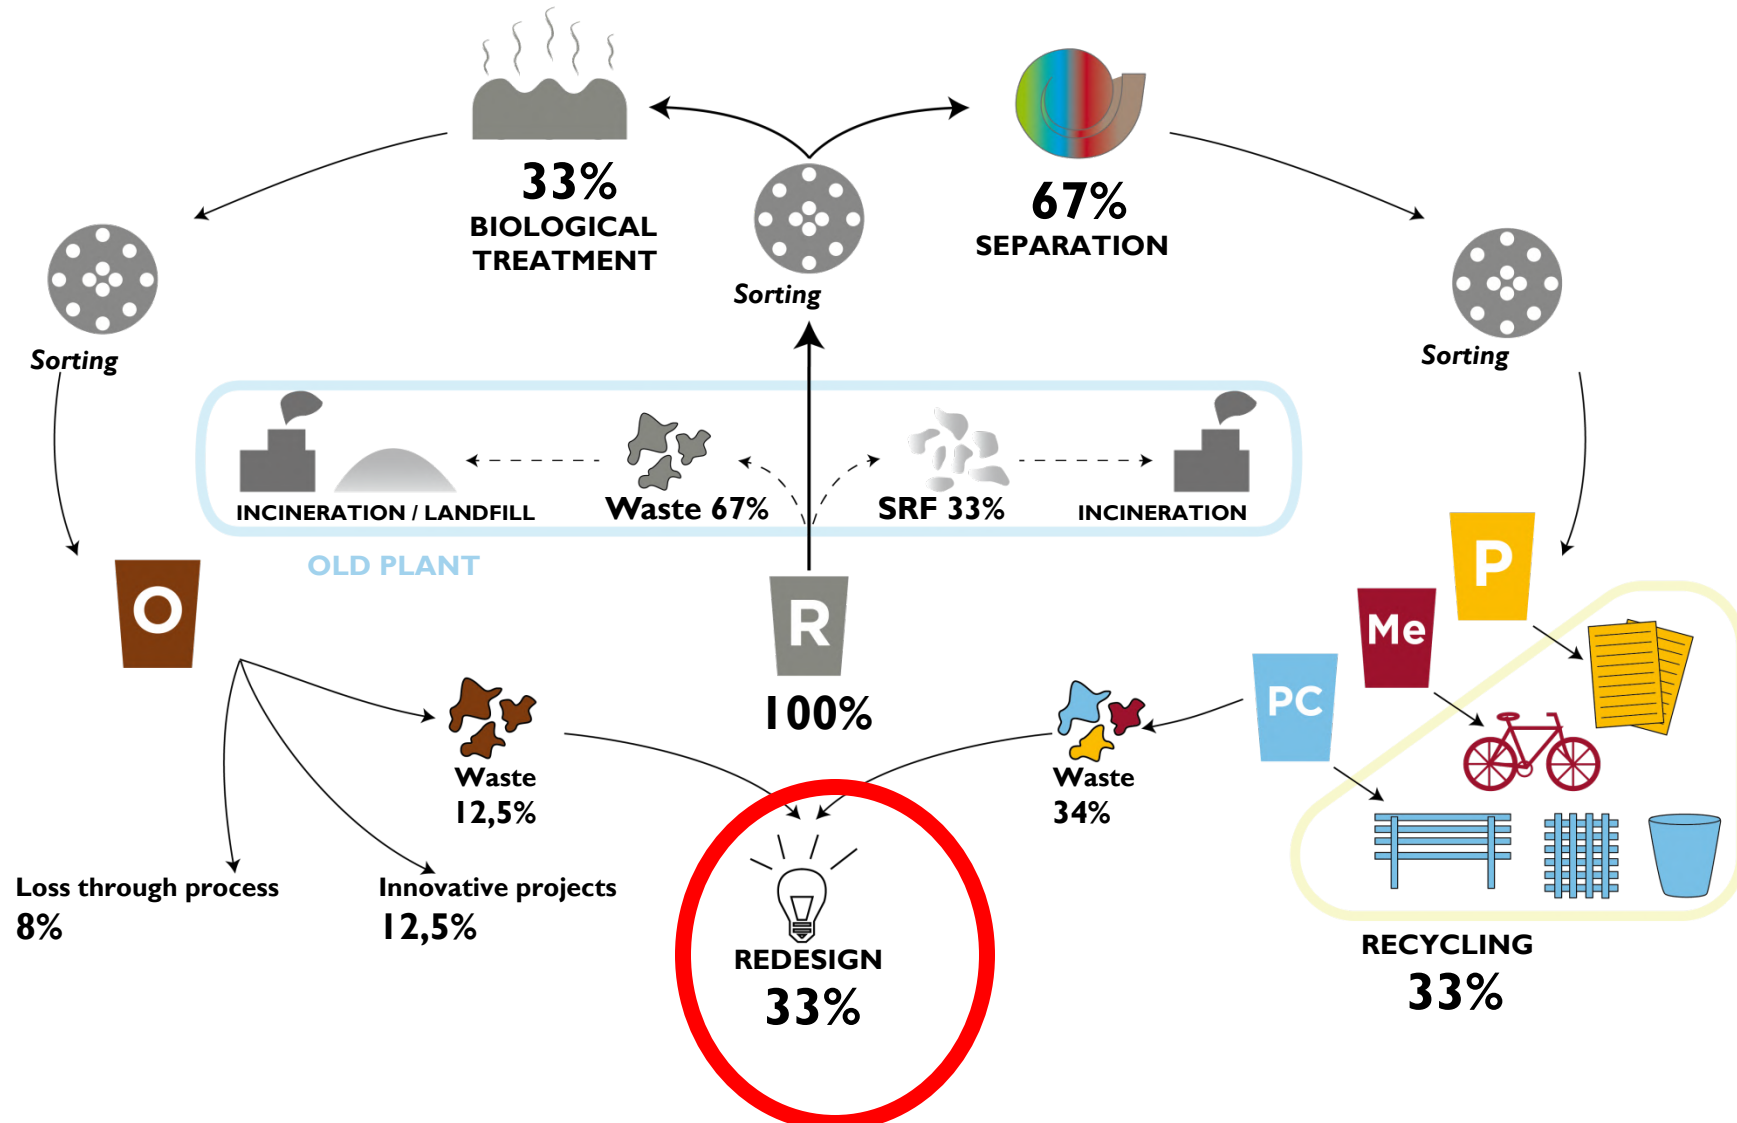 33%
BIOLOGICAL
TREATMENT
67%
SEPARATION
Sorting
Sorting
Sorting
INCINERATION / LANDFILL
Waste 67%
SRF 33%
INCINERATION
OLD PLANT
O
R
100%
P
Me
PC
Waste
12,5%
Waste
34%
Loss through process
8%
Innovative projects
12,5%
REDESIGN
33%
RECYCLING
33%